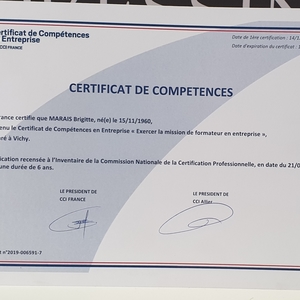 ertificat de Compétences
Entreprise
CCI FRANCE
Date de 1ère certification : 14/1
Date d'expiration du certificat :
CERTIFICAT DE COMPETENCES
rance certifie que MARAIS Brigitte, né(e) le 15/11/1960,
enu le Certificat de Compétences en Entreprise « Exercer la mission de formateur en entreprise »,
ré à Vichy.
ication recensée à l'Inventaire de la Commission Nationale de la Certification Professionnelle, en date du 21/0
une durée de 6 ans.
LE PRESIDENT DE
CCI FRANCE
LE PRESIDENT DE
CCI Allier
t n°2019-006591-7